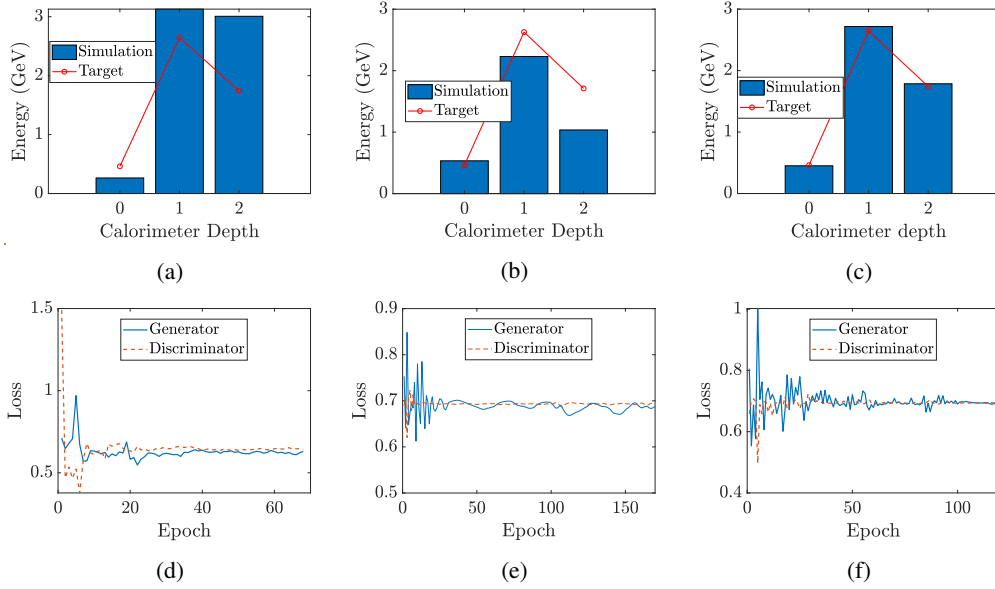 3
2
1
0
Energy (GeV)
Simulation
Target
0 1 2
Calorimeter Depth
(a)
3
2
1
0
Energy (GeV)
Simulation
Target
0 1 2
Calorimeter Depth
(b)
3
2
1
0
Energy (GeV)
Simulation
Target
0 1 2
Calorimeter depth
(c)
1.5
1
0.5
Loss
Generator
Discriminator
0 20 40 60
Epoch
(d)
0.9
0.8
0.7
0.6
0.5
Loss
Generator
Discriminator
0 50 100 150
Epoch
(e)
1
0.8
0.6
0.4
Loss
Generator
Discriminator
0 50 100
Epoch
(f)